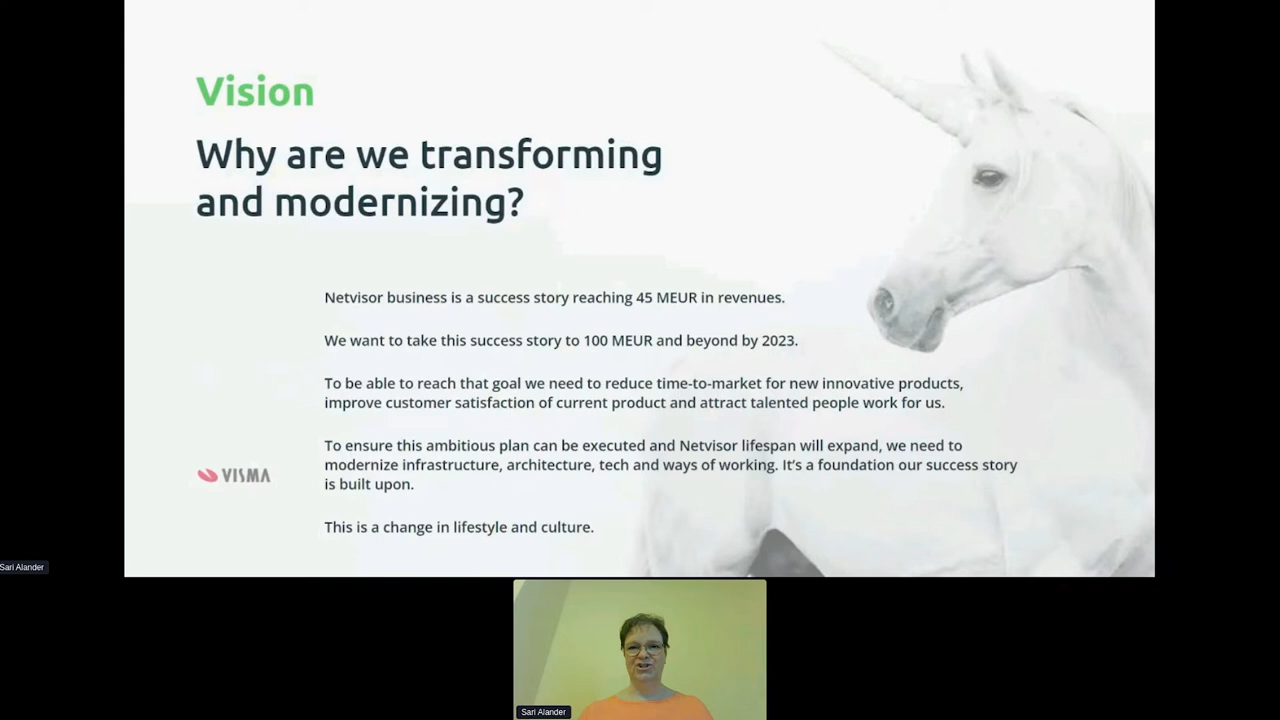 Vision
Why are we transforming
and modernizing?
Netvisor business is a success story reaching 45 MEUR in revenues.
We want to take this success story to 100 MEUR and beyond by 2023.
To be able to reach that goal we need to reduce time-to-market for new innovative products,
improve customer satisfaction of current product and attract talented people work for us.
To ensure this ambitious plan can be executed and Netvisor lifespan will expand, we need to
modernize infrastructure, architecture, tech and ways of working. It's a foundation our success story
is built upon.
This is a change in lifestyle and culture.
VISMA
Sari Alander
Sari Alander